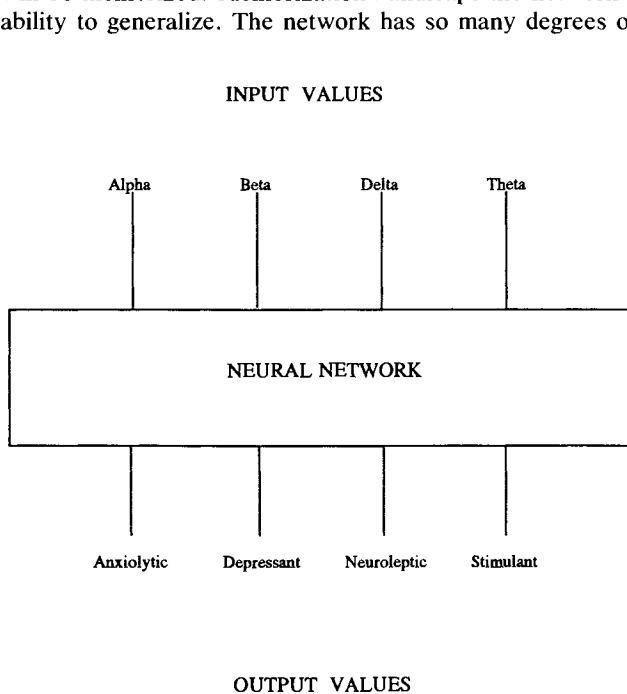 ability to generalize. The network has so many degrees o
INPUT VALUES
Alpha Beta Delta Theta
NEURAL NETWORK
Anxiolytic Depressant Neuroleptic Stimulant
OUTPUT VALUES